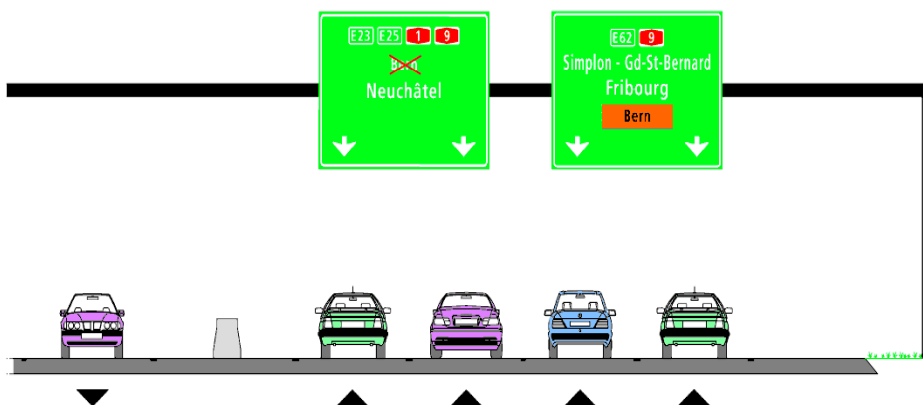 E23 E25 1 9
Bern
Neuchâtel
E62 9
Simplon - Gd-St-Bernard
Fribourg
Bern